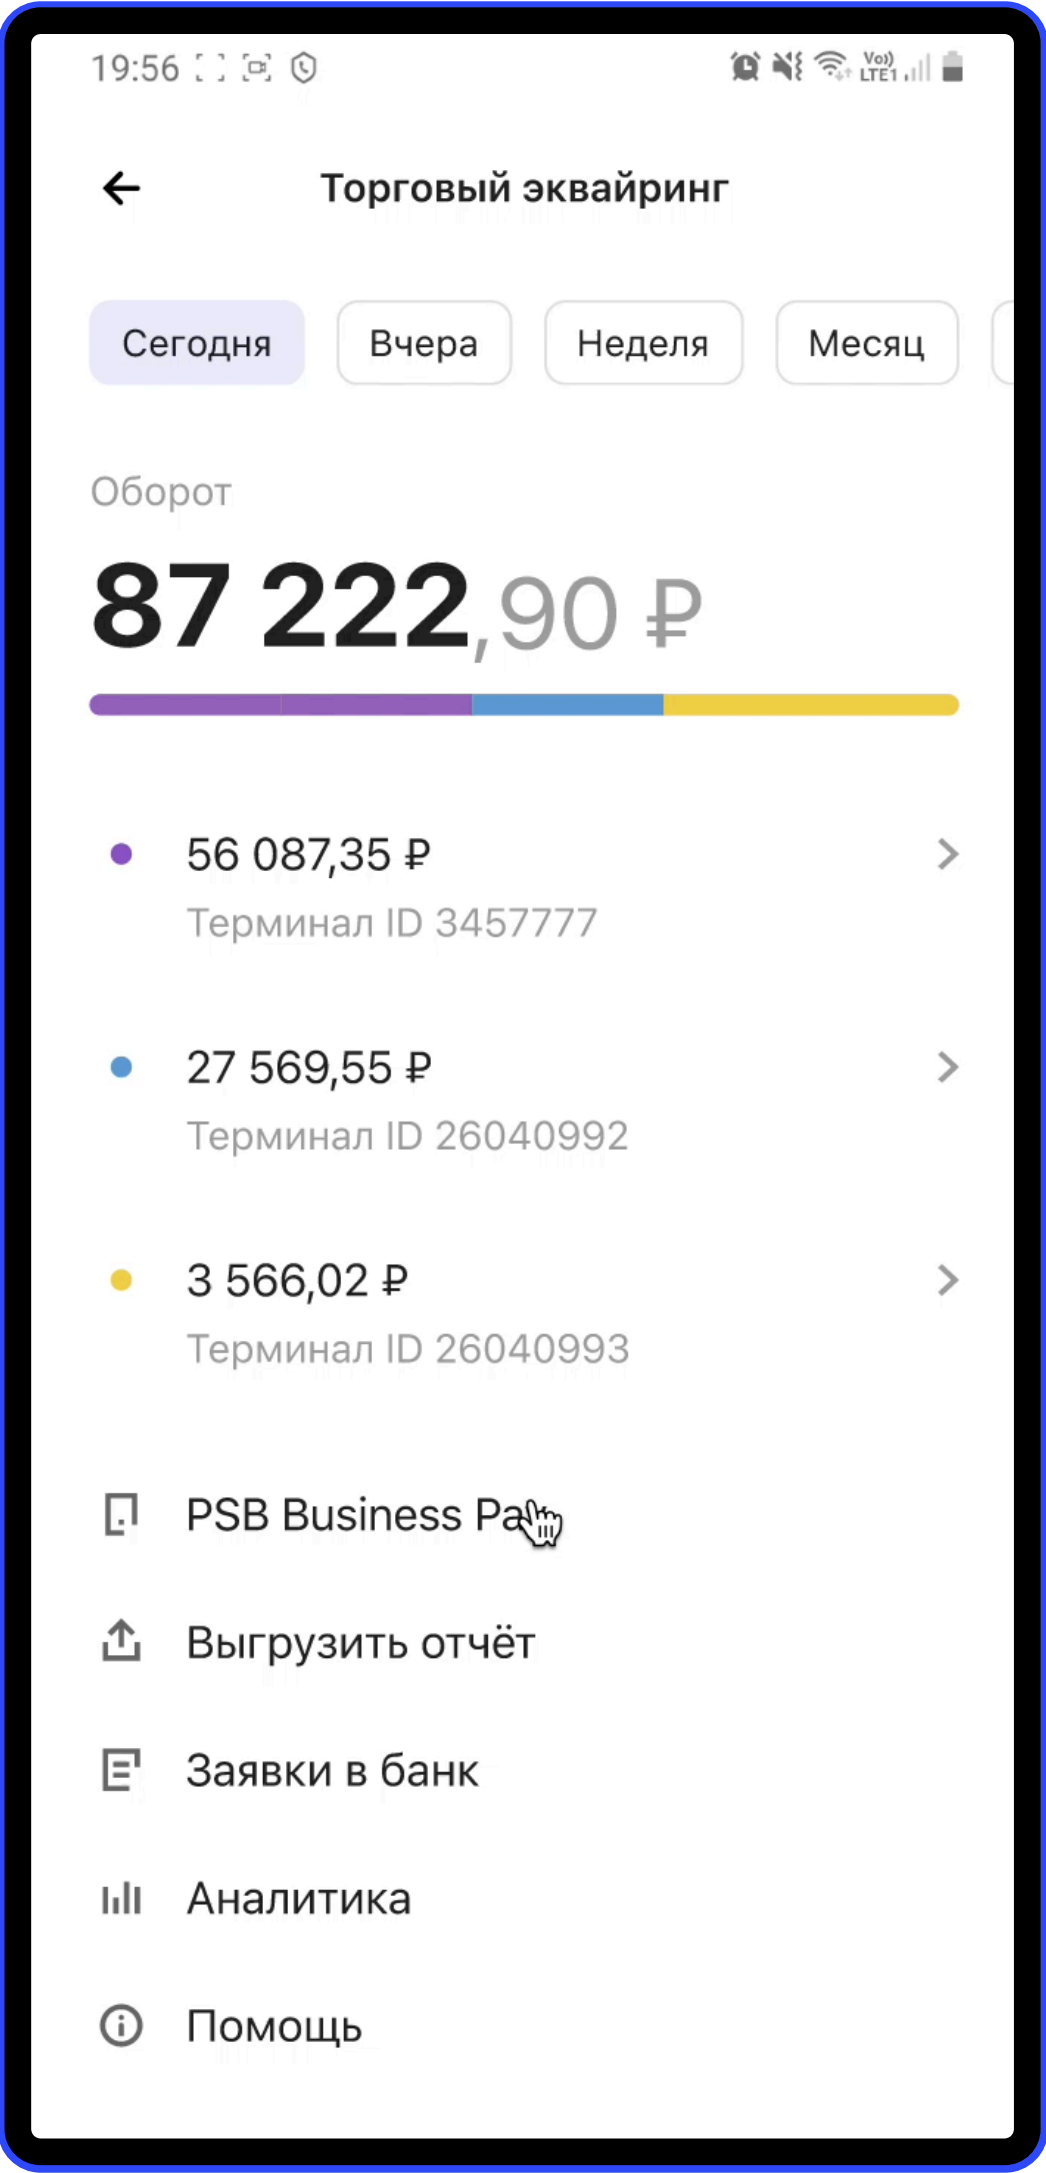 19:56
Vo)) LTE1
Торговый эквайринг
Сегодня Вчера Неделя Месяц
Оборот
87 222,90 ₽
56 087,35 ₽
Терминал ID 3457777
27 569,55 ₽
Терминал ID 26040992
3 566,02 ₽
Терминал ID 26040993
PSB Business
Выгрузить отчёт
Заявки в банк
Аналитика
Помощь